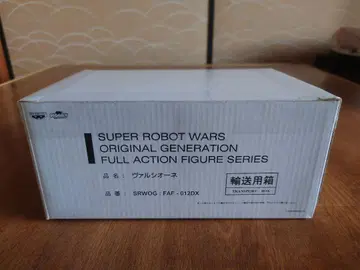 SUPER ROBOT WARS
ORIGINAL GENERATION
FULL ACTION FIGURE SERIES
品名：ヴァルシオーネ
品番：SRWOG：FAF-012DX
輸送用箱